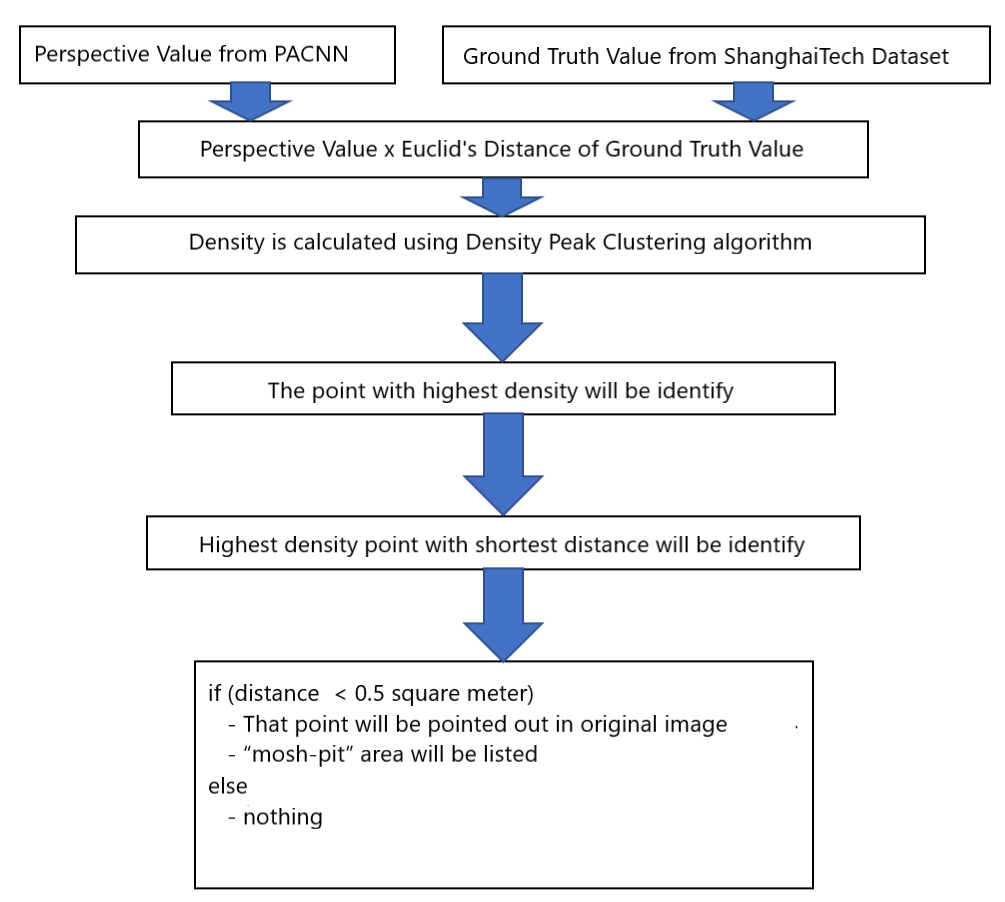 Perspective Value from PACNN
Ground Truth Value from ShanghaiTech Dataset
Perspective Value x Euclid's Distance of Ground Truth Value
Density is calculated using Density Peak Clustering algorithm
The point with highest density will be identify
Highest density point with shortest distance will be identify
if (distance  < 0.5 square meter)
- That point will be pointed out in original image
- “mosh-pit” area will be listed
else
- nothing